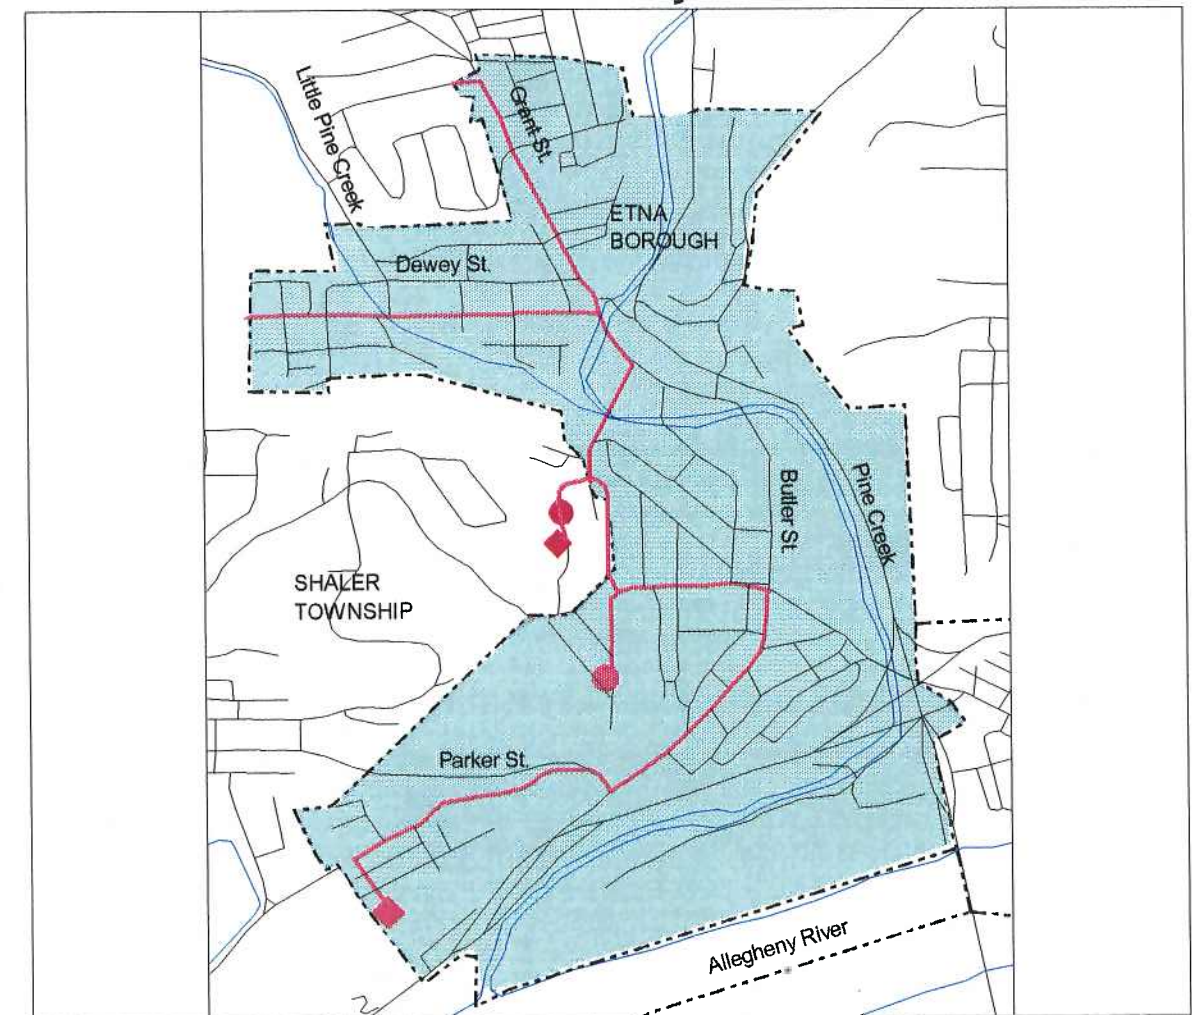 Little Pine Creek
Grant St.
ETNA
BOROUGH
Dewey St.
Butler St.
Pine Creek
SHALER
TOWNSHIP
Parker St.
Allegheny River